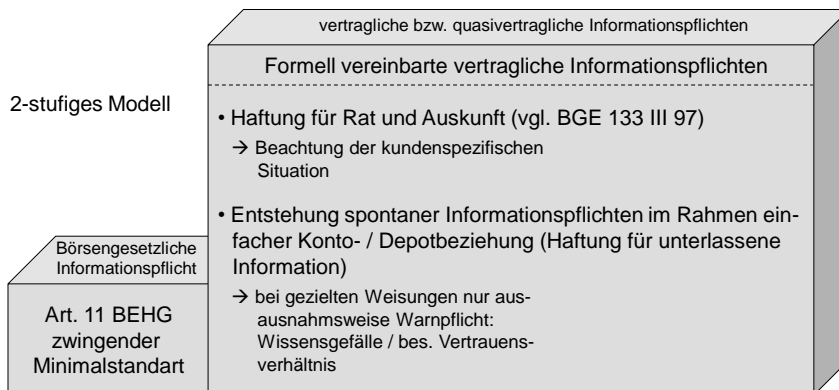 vertragliche bzw. quasivertragliche Informationspflichten
Formell vereinbarte vertragliche Informationspflichten
2-stufiges Modell
• Haftung für Rat und Auskunft (vgl. BGE 133 III 97)
→ Beachtung der kundenspezifischen
Situation
• Entstehung spontaner Informationspflichten im Rahmen ein-
facher Konto- / Depotbeziehung (Haftung für unterlassene
Information)
→ bei gezielten Weisungen nur aus-
ausnahmsweise Warnpflicht:
Wissensgefälle / bes. Vertrauens-
verhältnis
Börsengesetzliche
Informationspflicht
Art. 11 BEHG
zwingender
Minimalstandart